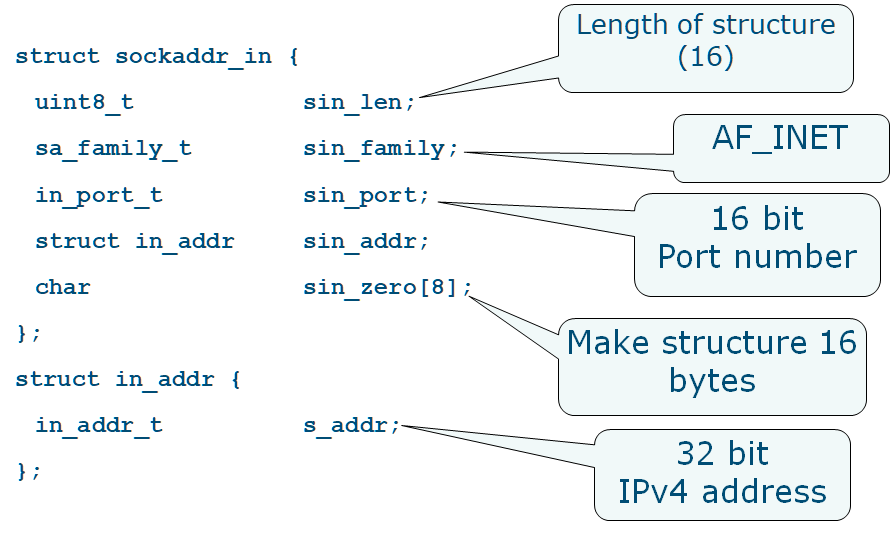 struct sockaddr_in {
uint8_t sin_len;
sa_family_t sin_family;
in_port_t sin_port;
struct in_addr sin_addr;
char sin_zero[8];
};
struct in_addr {
in_addr_t s_addr;
};
Length of structure
(16)
AF_INET
16 bit
Port number
Make structure 16
bytes
32 bit
IPv4 address